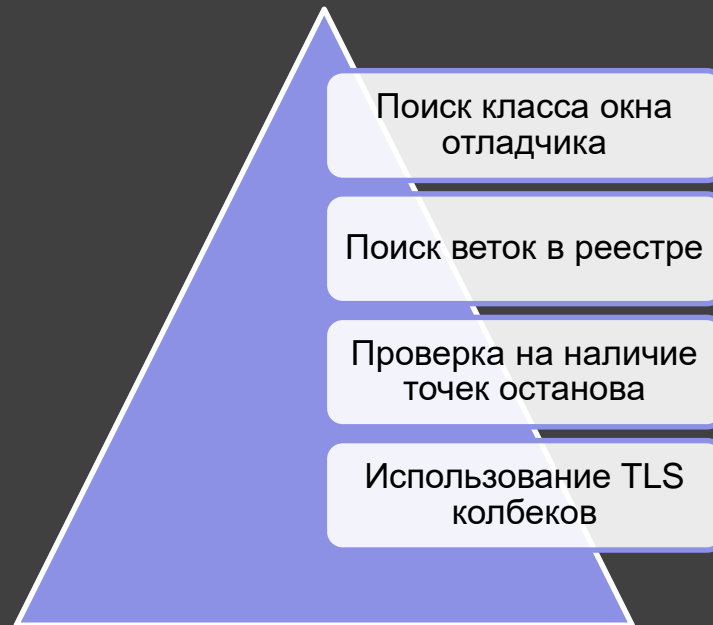 Поиск класса окна
отладчика
Поиск веток в реестре
Проверка на наличие
точек останова
Использование TLS
колбеков